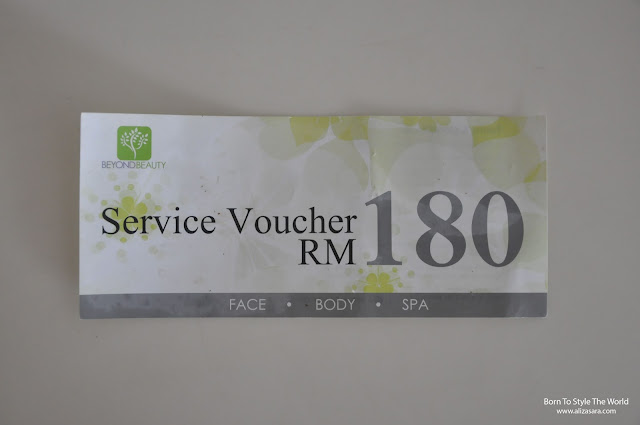 BEYONDBEAUTY
Service Voucher
RM 180
FACE • BODY • SPA
Born To Style The World
www.alizasara.com